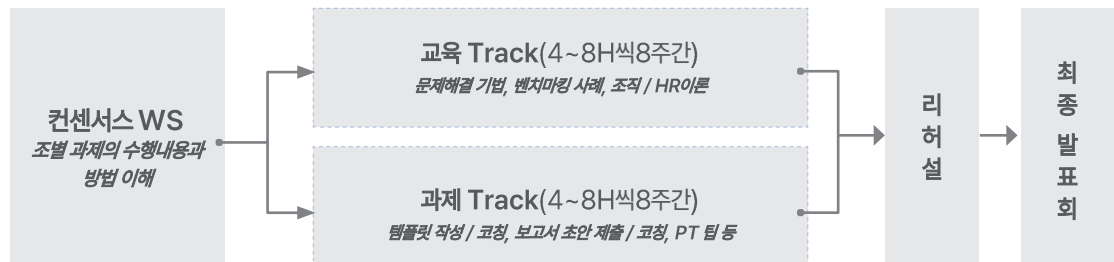 컨센서스 WS
조별 과제의 수행내용과
방법 이해
교육 Track(4~8H씩8주간)
문제해결 기법, 벤치마킹 사례, 조직 / HR이론
과제 Track(4~8H씩8주간)
템플릿 작성 / 코칭, 보고서 초안 제출 / 코칭, PT 팁 등
리허설
최종 발표회